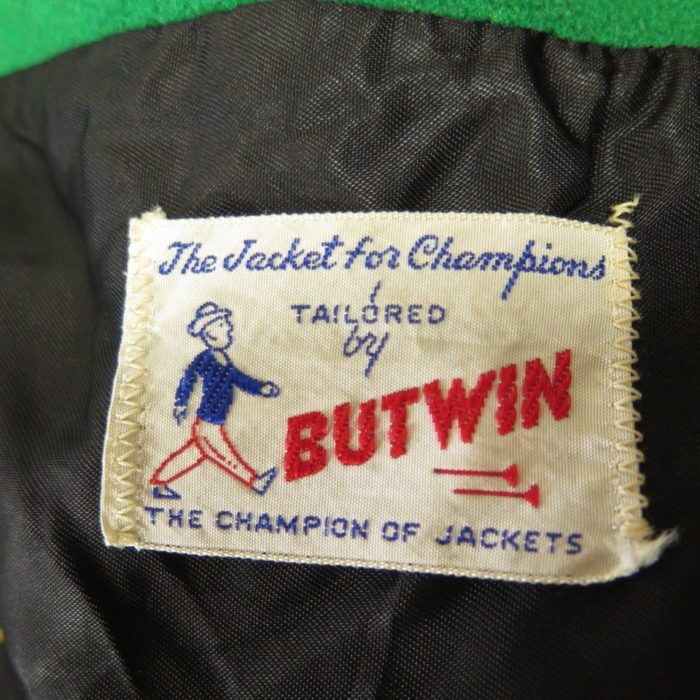 The Jacket for Champions
TAILORED
by
BUTWIN
THE CHAMPION OF JACKETS